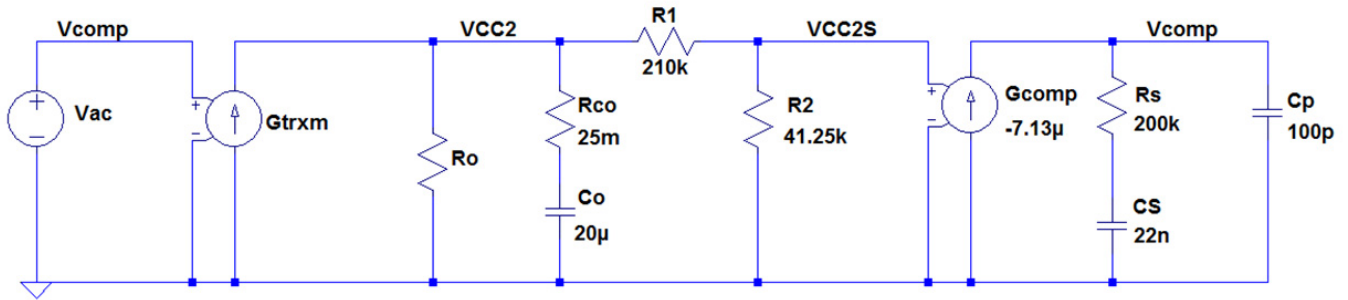 Vcomp
Vac
Gtrxm
VCC2
Ro
Rco
25m
Co
20µ
R1
210k
VCC2S
R2
41.25k
Gcomp
-7.13µ
Vcomp
Rs
200k
CS
22n
Cp
100p